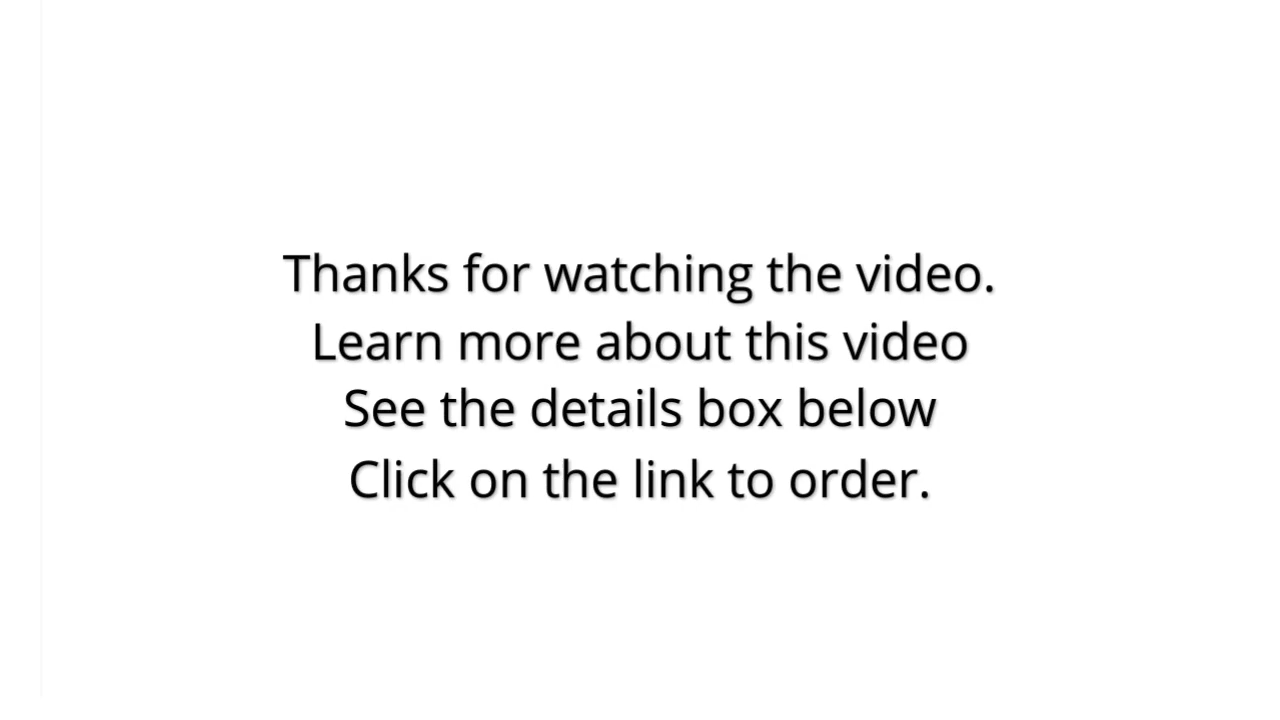 Thanks for watching the video.
Learn more about this video
See the details box below
Click on the link to order.